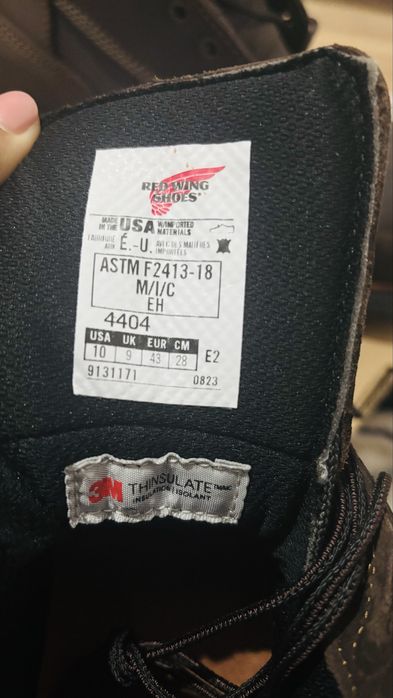 RED WING
SHOES
MADE IN THE USA W/IMPORTED MATERIALS
FABRIQUÉ AUX É.-U. AVEC DES MATIÈRES IMPORTÉES
ASTM F2413-18
M/I/C
EH
4404
USA UK EUR CM
10 9 43 28 E2
9131171 0823
3M THINSULATE
INSULATION | ISOLANT